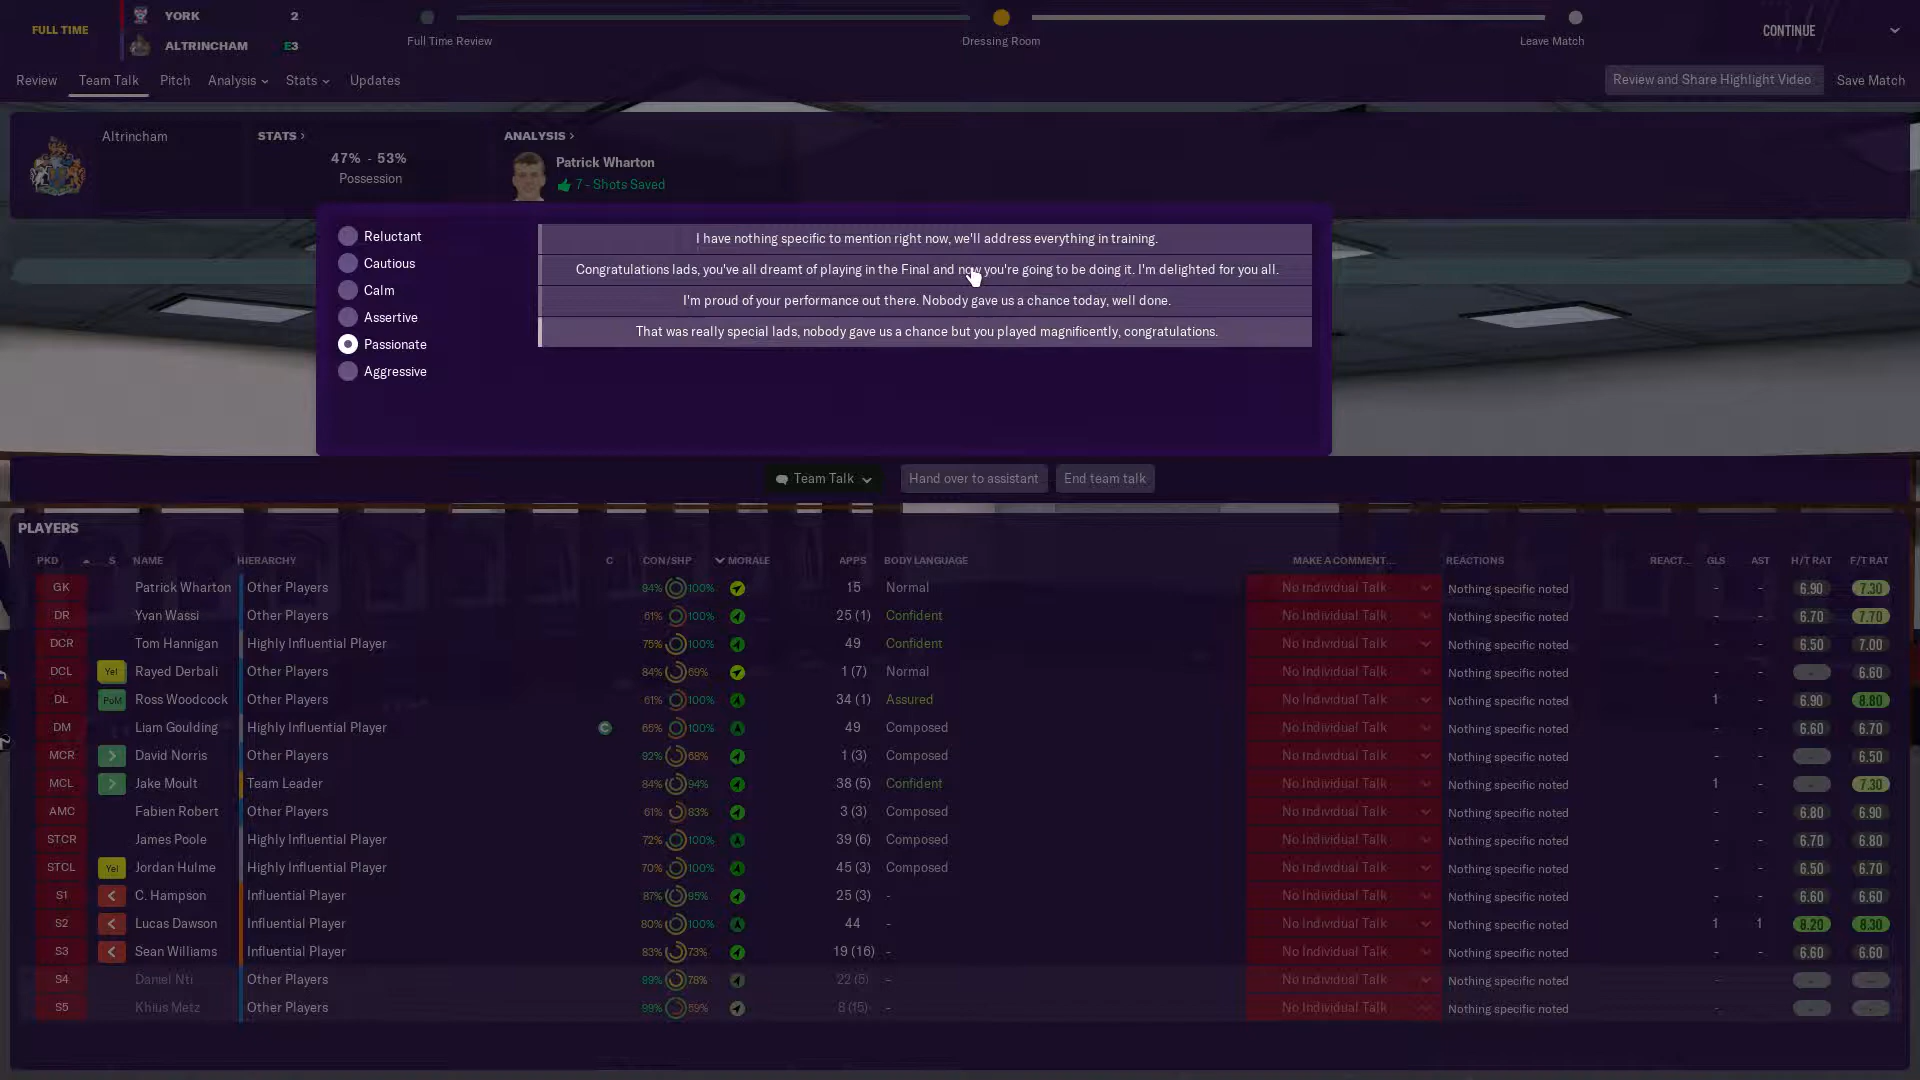 FULL TIME
YORK 2
ALTRINCHAM E3
Full Time Review
Dressing Room
Leave Match
CONTINUE
Review Team Talk Pitch Analysis Stats Updates
Review and Share Highlight Video Save Match
Altrincham
STATS >
47% - 53%
Possession
ANALYSIS >
Patrick Wharton
7 - Shots Saved
Reluctant
Cautious
Calm
Assertive
Passionate
Aggressive
I have nothing specific to mention right now, we'll address everything in training.
Congratulations lads, you've all dreamt of playing in the Final and now you're going to be doing it. I'm delighted for you all.
I'm proud of your performance out there. Nobody gave us a chance today, well done.
That was really special lads, nobody gave us a chance but you played magnificently, congratulations.
Team Talk Hand over to assistant End team talk
PLAYERS
PKD S NAME HIERARCHY C CON/SHP MORALE APPS BODY LANGUAGE MAKE A COMMENT... REACTIONS REACT... GLS AST H/T RAT F/T RAT
GK Patrick Wharton Other Players 94% 100% 15 Normal No Individual Talk Nothing specific noted - - 6.90 7.30
DR Yvan Wassi Other Players 61% 100% 25 (1) Confident No Individual Talk Nothing specific noted - - 6.70 7.70
DCR Tom Hannigan Highly Influential Player 75% 100% 49 Confident No Individual Talk Nothing specific noted - - 6.50 7.00
DCL Yel Rayed Derbali Other Players 84% 69% 1 (7) Normal No Individual Talk Nothing specific noted - - - 6.60
DL PoM Ross Woodcock Other Players 61% 100% 34 (1) Assured No Individual Talk Nothing specific noted 1 - 6.90 8.80
DM Liam Goulding Highly Influential Player C 65% 100% 49 Composed No Individual Talk Nothing specific noted - - 6.60 6.70
MCR David Norris Other Players 92% 68% 1 (3) Composed No Individual Talk Nothing specific noted - - - 6.50
MCL Jake Moult Team Leader 84% 94% 38 (5) Confident No Individual Talk Nothing specific noted 1 - - 7.30
AMC Fabien Robert Other Players 61% 83% 3 (3) Composed No Individual Talk Nothing specific noted - - 6.80 6.90
STCR James Poole Highly Influential Player 72% 100% 39 (6) Composed No Individual Talk Nothing specific noted - - 6.70 6.80
STCL Yel Jordan Hulme Highly Influential Player 70% 100% 45 (3) Composed No Individual Talk Nothing specific noted - - 6.50 6.70
S1 C. Hampson Influential Player 87% 95% 25 (3) - No Individual Talk Nothing specific noted - - 6.60 6.60
S2 Lucas Dawson Influential Player 80% 100% 44 - No Individual Talk Nothing specific noted 1 1 8.20 8.30
S3 Sean Williams Influential Player 83% 73% 19 (16) - No Individual Talk Nothing specific noted - - 6.60 6.60
S4 Daniel Nti Other Players 99% 78% 22 (5) - No Individual Talk Nothing specific noted - - - -
S5 Khius Metz Other Players 99% 59% 8 (15) - No Individual Talk Nothing specific noted - - - -